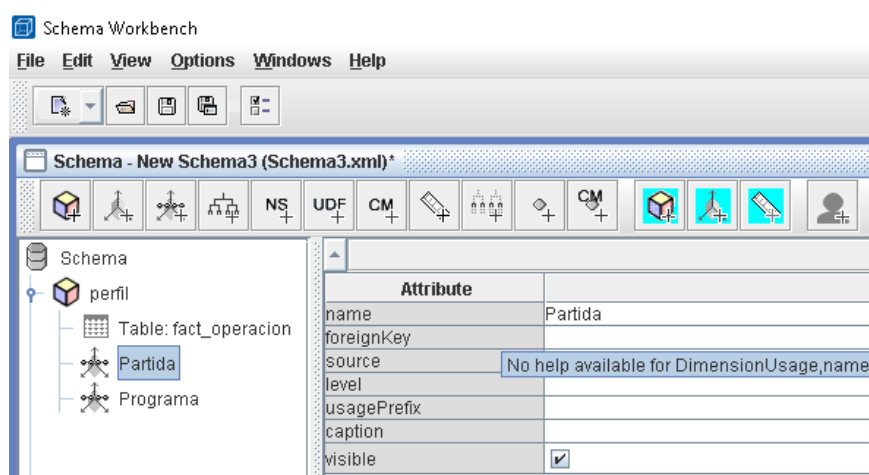 Schema Workbench
File Edit View Options Windows Help
Schema - New Schema3 (Schema3.xml)*
NS UDF CM CM
Schema
perfil
Table: fact_operacion
Partida
Programa
Attribute
name Partida
foreignKey
source No help available for DimensionUsage,name
level
usagePrefix
caption
visible